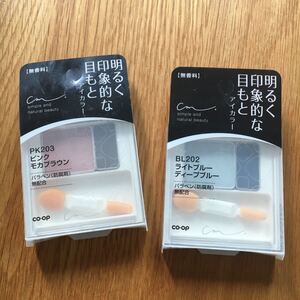 【無香料】
明るく
印象的な
目もと
アイカラー
cm.
simple and
natural beauty
PK203
ピンク
モカブラウン
パラベン(防腐剤)
無配合
CO·OP
【無香料】
明るく
印象的な
目もと
アイカラー
cm.
simple and
natural beauty
BL202
ライトブルー
ディープブルー
パラベン(防腐剤)
無配合
CO·OP